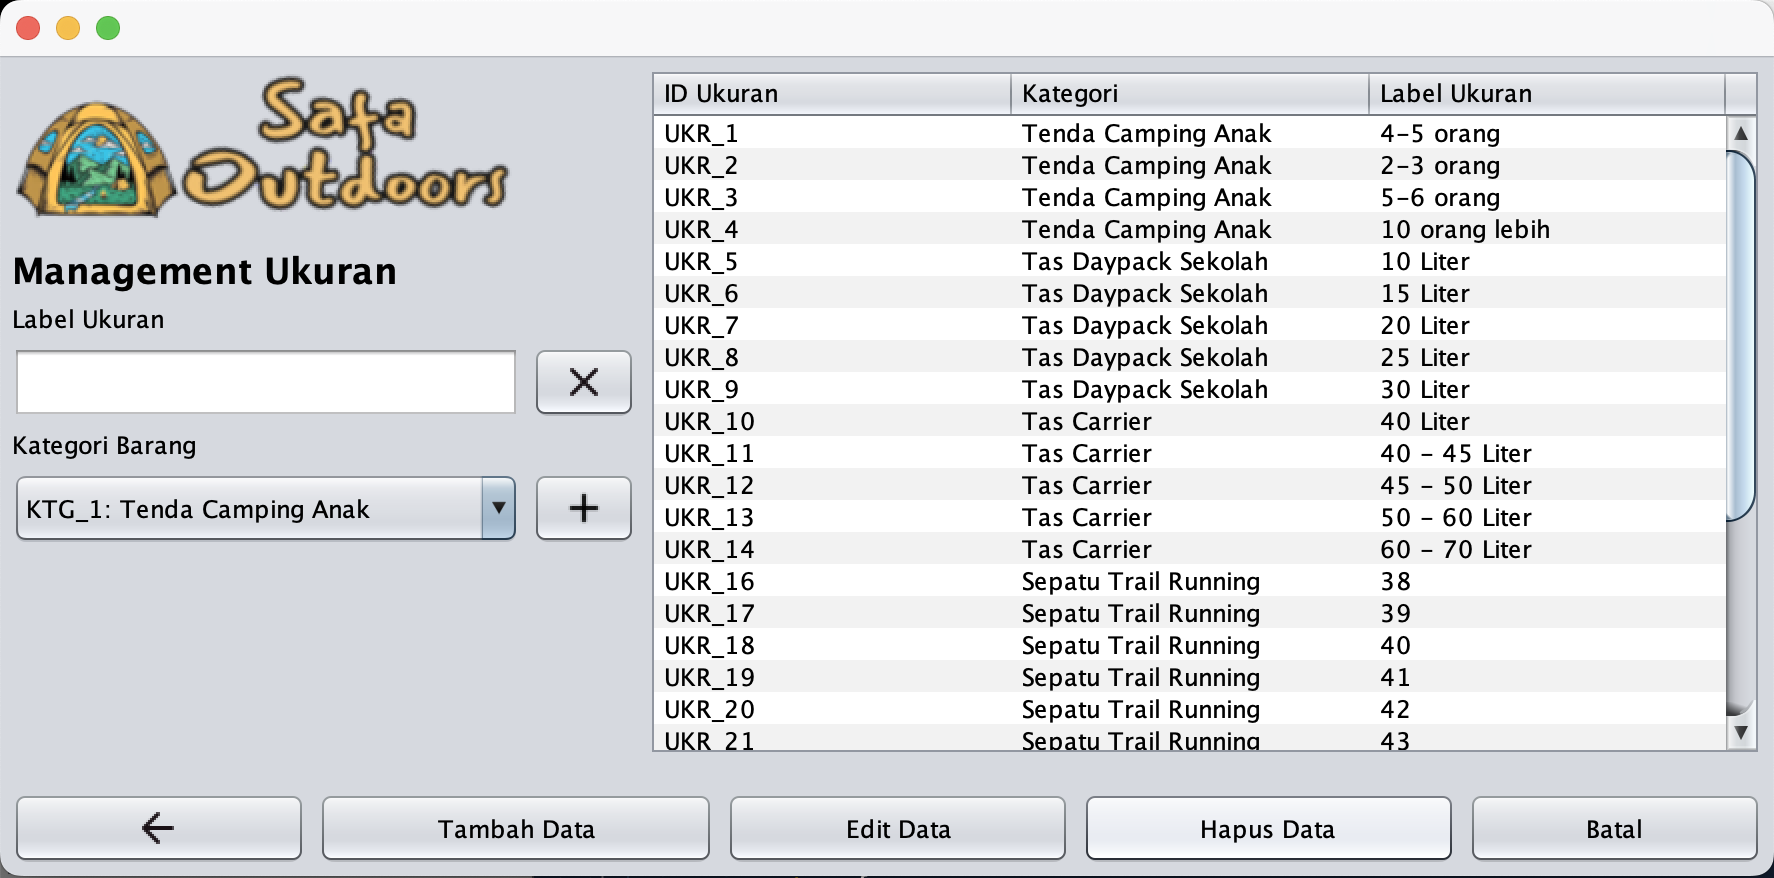 Safa
Outdoors
Management Ukuran
Label Ukuran
Kategori Barang
KTG_1: Tenda Camping Anak
ID Ukuran Kategori Label Ukuran
UKR_1 Tenda Camping Anak 4-5 orang
UKR_2 Tenda Camping Anak 2-3 orang
UKR_3 Tenda Camping Anak 5-6 orang
UKR_4 Tenda Camping Anak 10 orang lebih
UKR_5 Tas Daypack Sekolah 10 Liter
UKR_6 Tas Daypack Sekolah 15 Liter
UKR_7 Tas Daypack Sekolah 20 Liter
UKR_8 Tas Daypack Sekolah 25 Liter
UKR_9 Tas Daypack Sekolah 30 Liter
UKR_10 Tas Carrier 40 Liter
UKR_11 Tas Carrier 40 - 45 Liter
UKR_12 Tas Carrier 45 - 50 Liter
UKR_13 Tas Carrier 50 - 60 Liter
UKR_14 Tas Carrier 60 - 70 Liter
UKR_16 Sepatu Trail Running 38
UKR_17 Sepatu Trail Running 39
UKR_18 Sepatu Trail Running 40
UKR_19 Sepatu Trail Running 41
UKR_20 Sepatu Trail Running 42
UKR_21 Sepatu Trail Running 43
Tambah Data Edit Data Hapus Data Batal